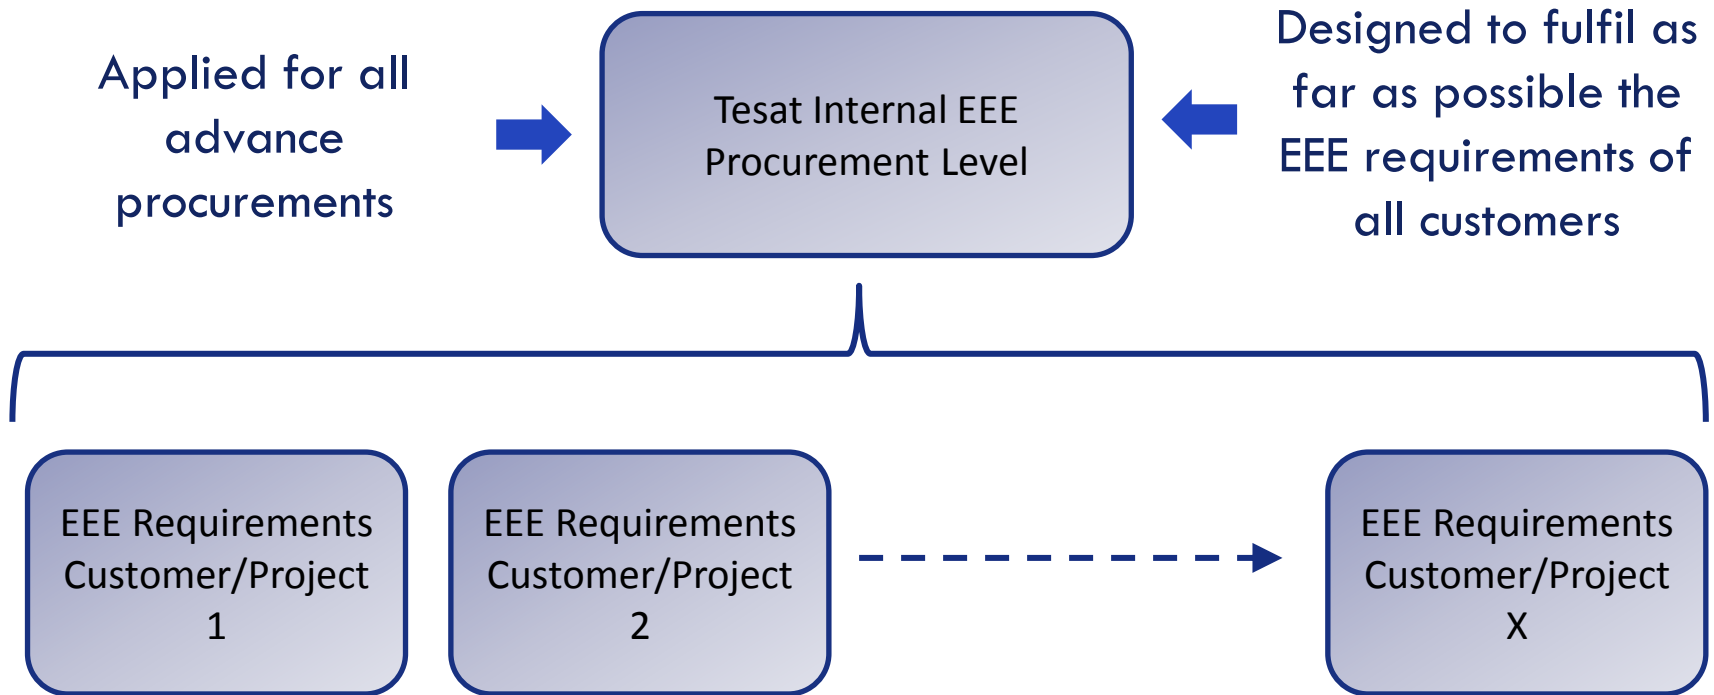 Applied for all
advance
procurements
Tesat Internal EEE
Procurement Level
Designed to fulfil as
far as possible the
EEE requirements of
all customers
EEE Requirements
Customer/Project
1
EEE Requirements
Customer/Project
2
EEE Requirements
Customer/Project
X